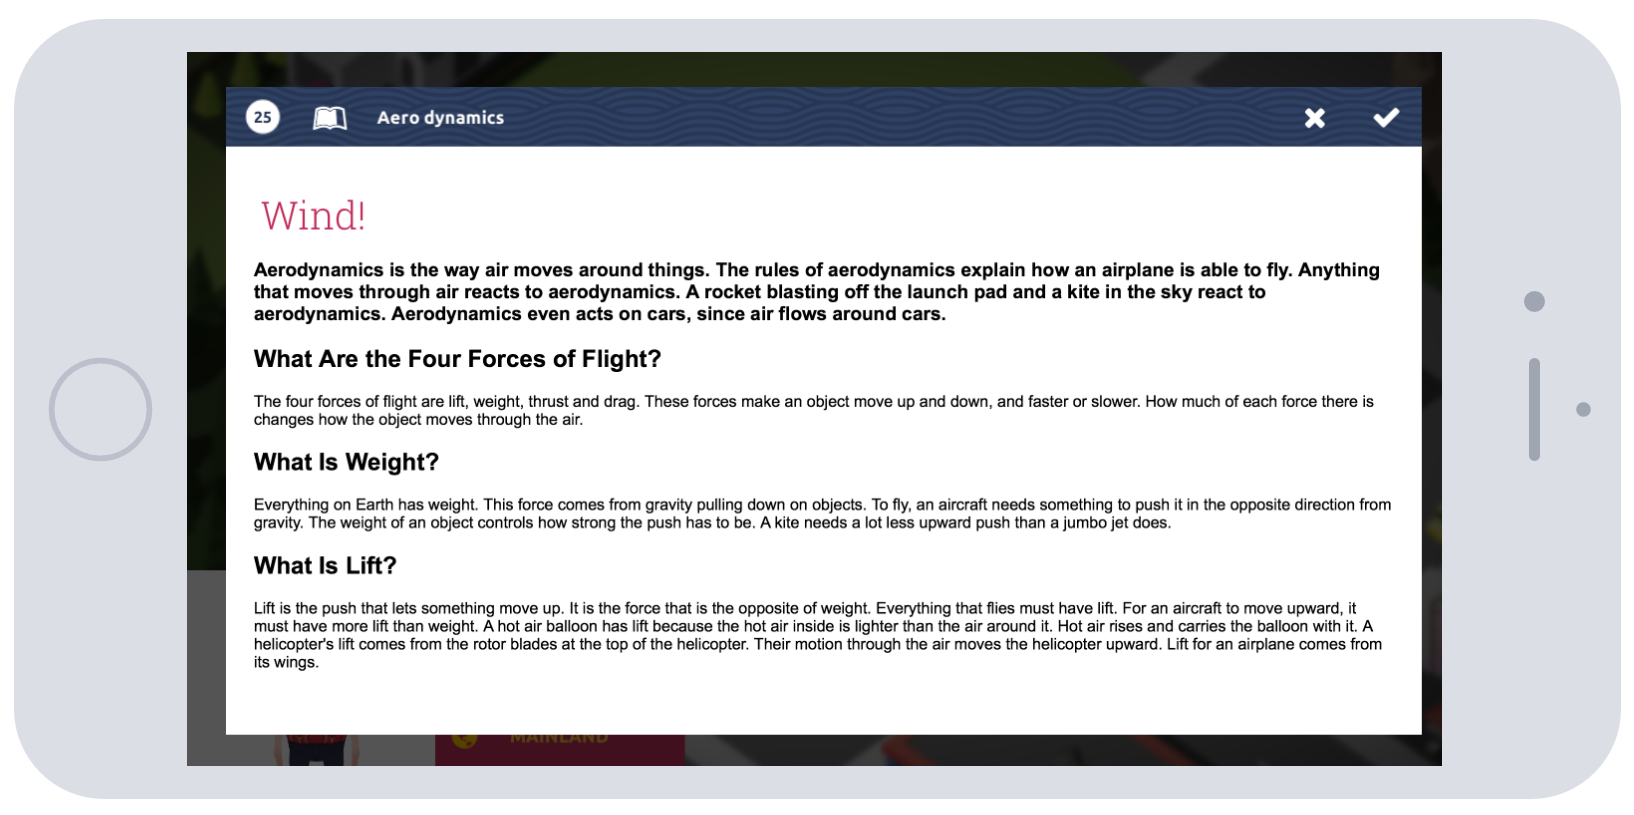 25
Aero dynamics
Wind!
Aerodynamics is the way air moves around things. The rules of aerodynamics explain how an airplane is able to fly. Anything
that moves through air reacts to aerodynamics. A rocket blasting off the launch pad and a kite in the sky react to
aerodynamics. Aerodynamics even acts on cars, since air flows around cars.
What Are the Four Forces of Flight?
The four forces of flight are lift, weight, thrust and drag. These forces make an object move up and down, and faster or slower. How much of each force there is
changes how the object moves through the air.
What Is Weight?
Everything on Earth has weight. This force comes from gravity pulling down on objects. To fly, an aircraft needs something to push it in the opposite direction from
gravity. The weight of an object controls how strong the push has to be. A kite needs a lot less upward push than a jumbo jet does.
What Is Lift?
Lift is the push that lets something move up. It is the force that is the opposite of weight. Everything that flies must have lift. For an aircraft to move upward, it
must have more lift than weight. A hot air balloon has lift because the hot air inside is lighter than the air around it. Hot air rises and carries the balloon with it. A
helicopter's lift comes from the rotor blades at the top of the helicopter. Their motion through the air moves the helicopter upward. Lift for an airplane comes from
its wings.
MAINLAND